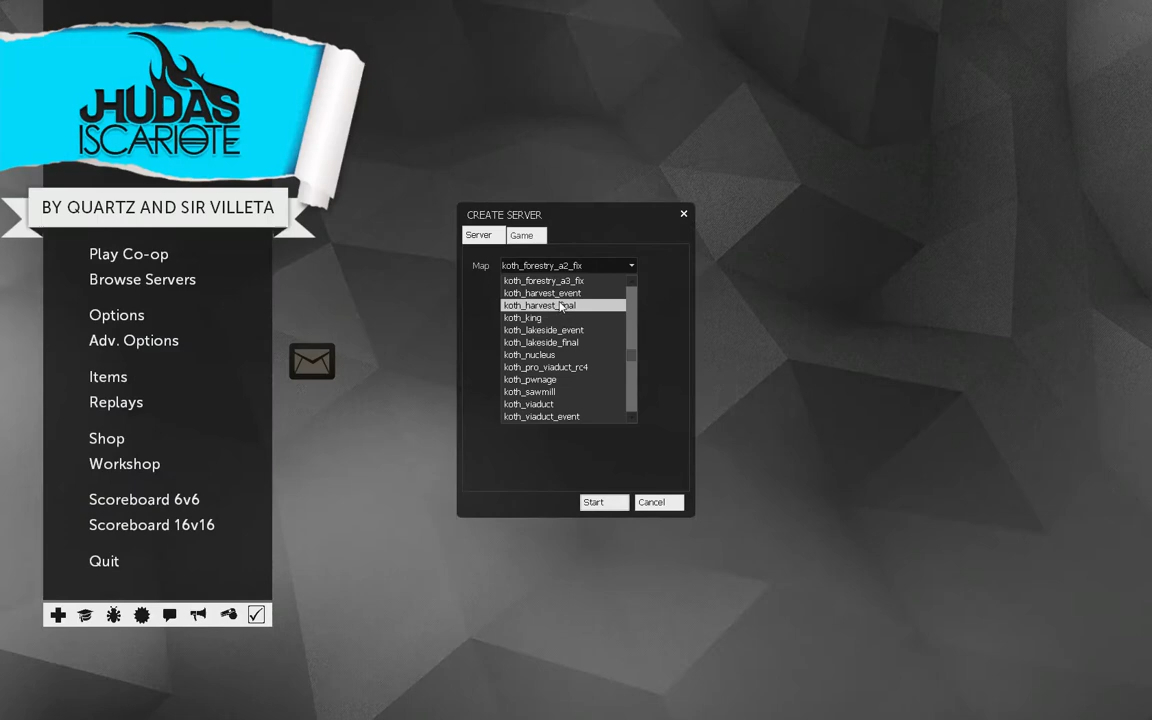 JHUDAS
ISCARIOTE
BY QUARTZ AND SIR VILLETA
Play Co-op
Browse Servers
Options
Adv. Options
Items
Replays
Shop
Workshop
Scoreboard 6v6
Scoreboard 16v16
Quit
CREATE SERVER
Server
Game
Map
koth_forestry_a2_fix
koth_forestry_a3_fix
koth_harvest_event
koth_harvest_final
koth_king
koth_lakeside_event
koth_lakeside_final
koth_nucleus
koth_pro_viaduct_rc4
koth_pwnage
koth_sawmill
koth_viaduct
koth_viaduct_event
Start
Cancel